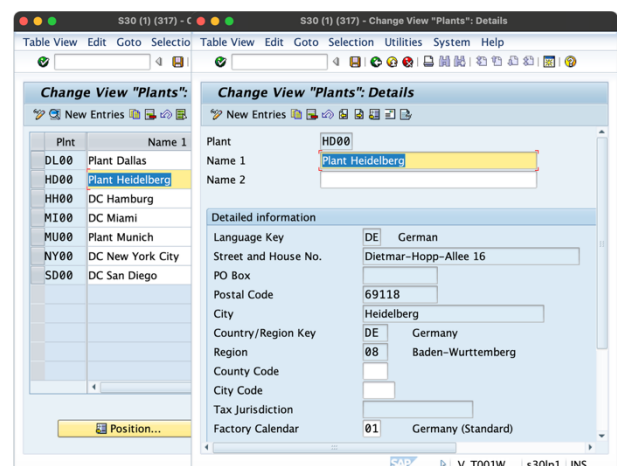 S30 (1) (317) - C
Table View Edit Goto Selectio
Change View "Plants":
New Entries
Plnt Name 1
DL00 Plant Dallas
HD00 Plant Heidelberg
HH00 DC Hamburg
MI00 DC Miami
MU00 Plant Munich
NY00 DC New York City
SD00 DC San Diego
Position...
S30 (1) (317) - Change View "Plants": Details
Table View Edit Goto Selection Utilities System Help
Change View "Plants": Details
New Entries
Plant HD00
Name 1 Plant Heidelberg
Name 2
Detailed information
Language Key DE German
Street and House No. Dietmar-Hopp-Allee 16
PO Box
Postal Code 69118
City Heidelberg
Country/Region Key DE Germany
Region 08 Baden-Wurttemberg
County Code
City Code
Tax Jurisdiction
Factory Calendar 01 Germany (Standard)
SAP V_T001W s30lp1 INS